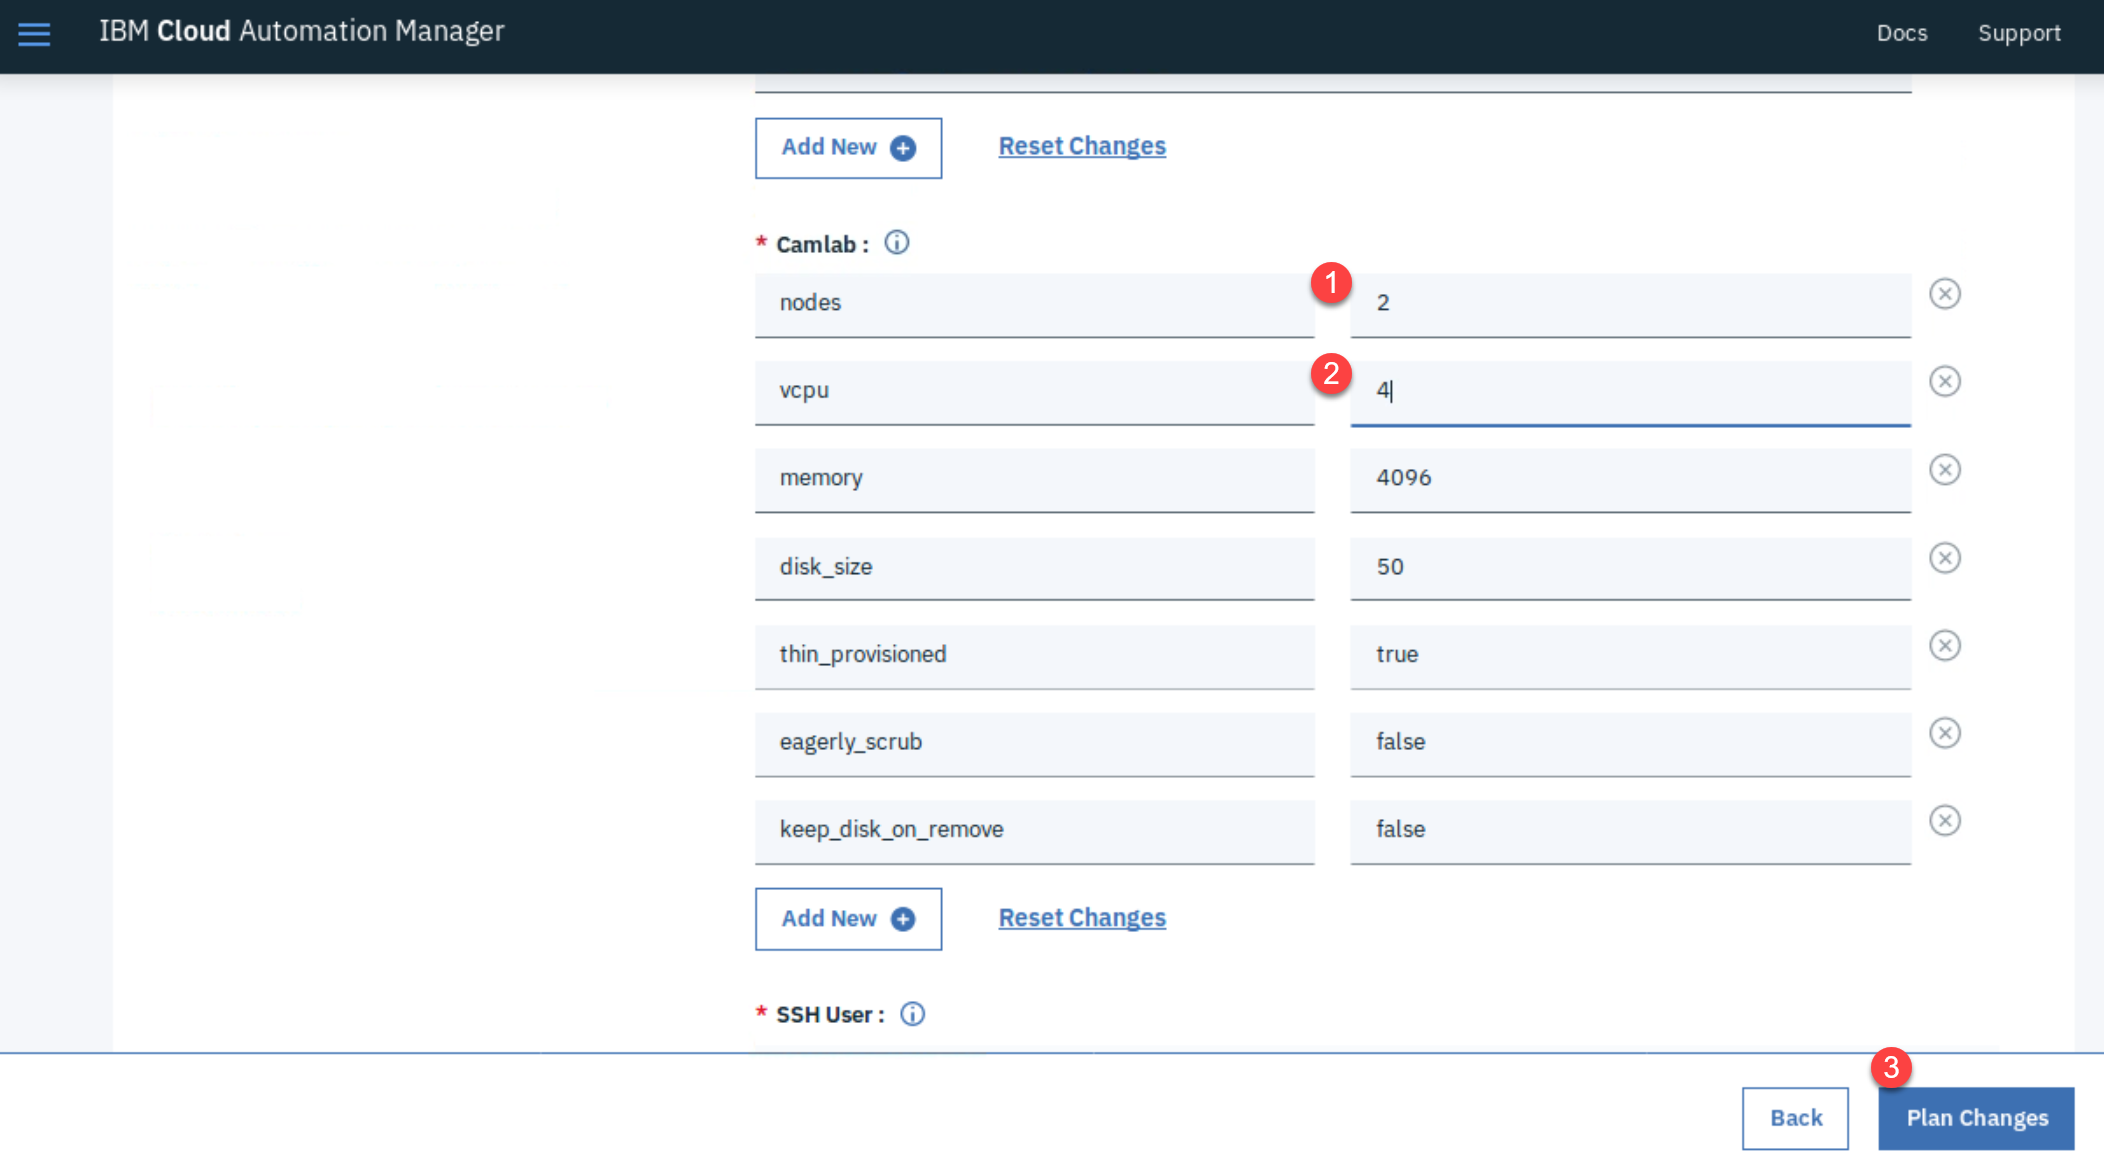 IBM Cloud Automation Manager Docs Support
Add New Reset Changes
* Camlab :
1
nodes 2
2
vcpu 4
memory 4096
disk_size 50
thin_provisioned true
eagerly_scrub false
keep_disk_on_remove false
Add New Reset Changes
* SSH User :
3
Back Plan Changes